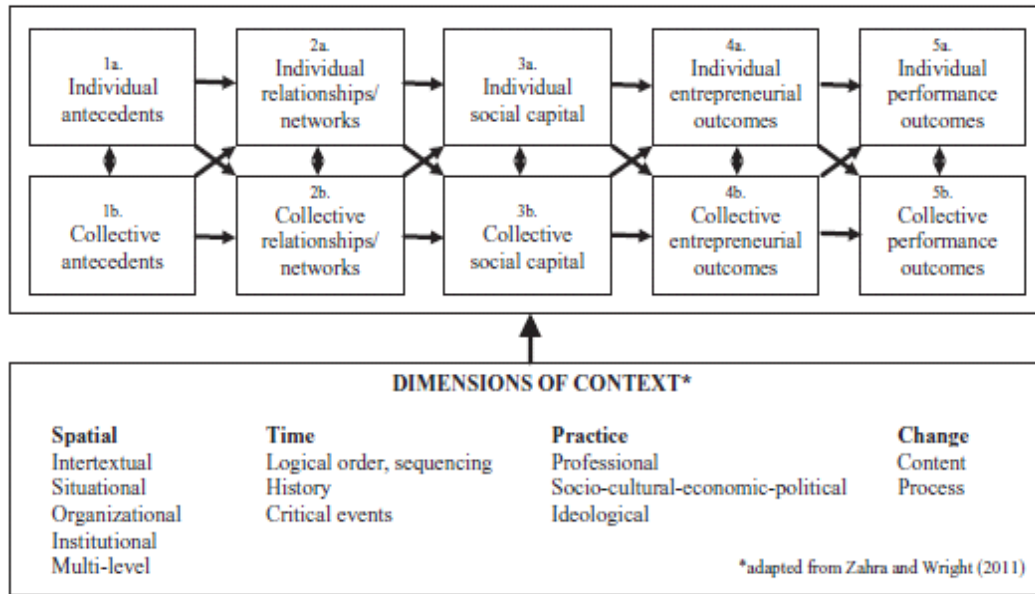 1a.
Individual
antecedents
2a.
Individual
relationships/
networks
3a.
Individual
social capital
4a.
Individual
entrepreneurial
outcomes
5a.
Individual
performance
outcomes
1b.
Collective
antecedents
2b.
Collective
relationships/
networks
3b.
Collective
social capital
4b.
Collective
entrepreneurial
outcomes
5b.
Collective
performance
outcomes
DIMENSIONS OF CONTEXT*
Spatial
Intertextual
Situational
Organizational
Institutional
Multi-level
Time
Logical order, sequencing
History
Critical events
Practice
Professional
Socio-cultural-economic-political
Ideological
Change
Content
Process
*adapted from Zahra and Wright (2011)